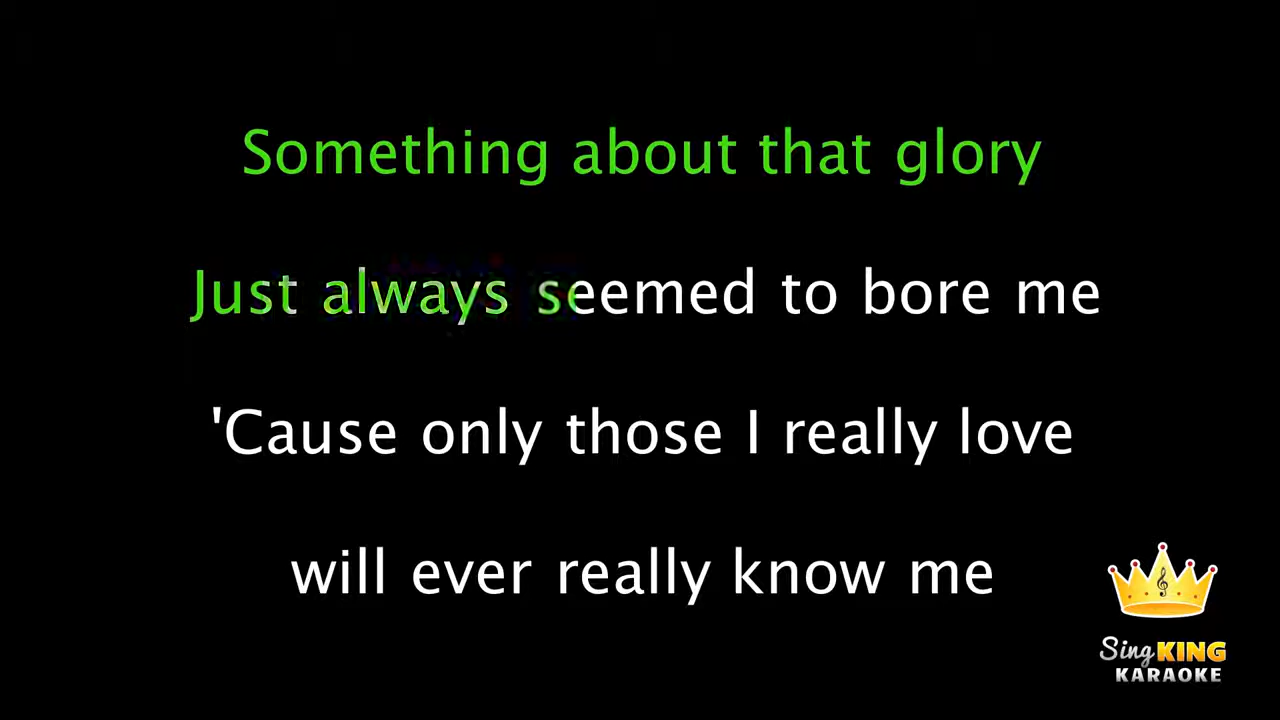 Something about that glory
Just always seemed to bore me
'Cause only those I really love
will ever really know me
Sing KING
KARAOKE